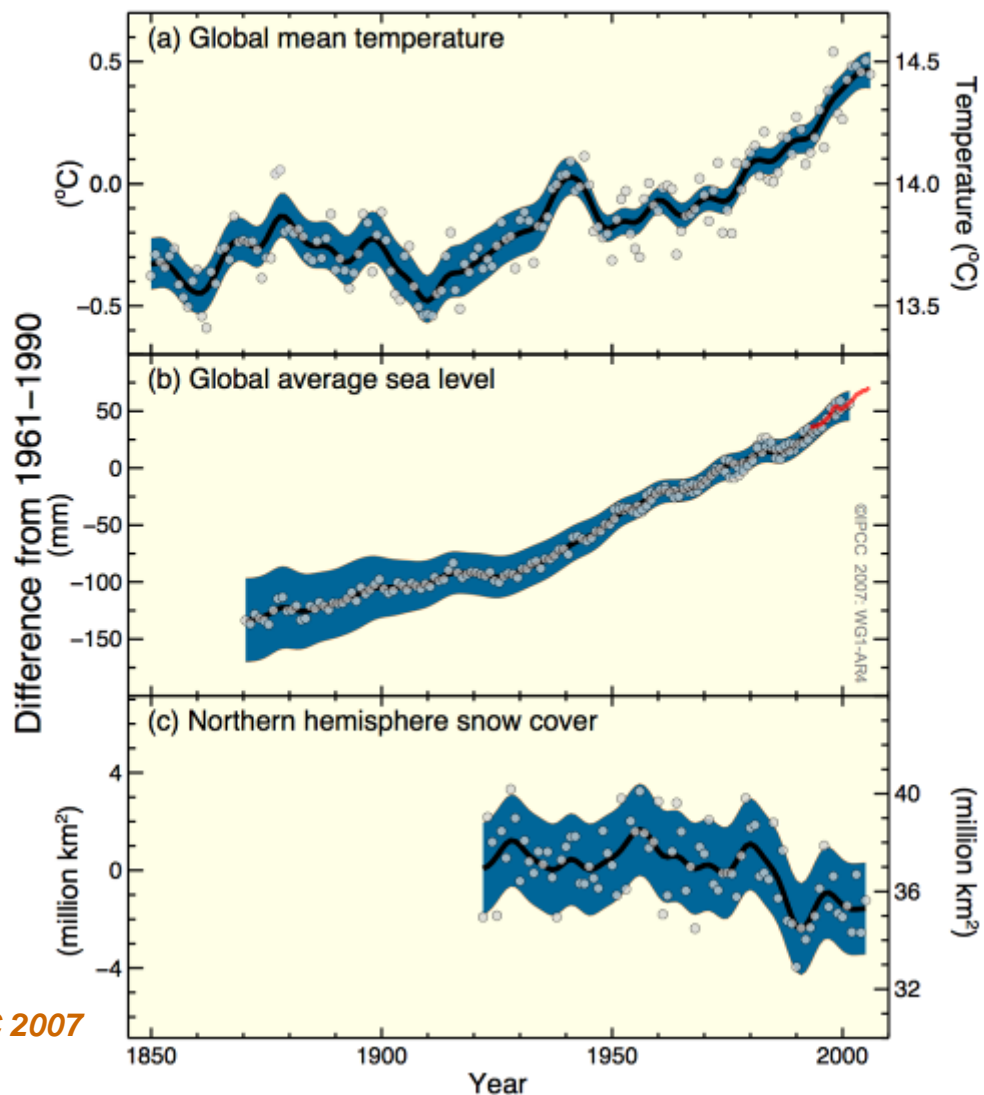 (a) Global mean temperature
0.5
0.0
−0.5
(°C)
14.5
14.0
13.5
Temperature (°C)
Difference from 1961−1990
(b) Global average sea level
50
0
−50
−100
−150
(mm)
©IPCC 2007: WG1-AR4
(c) Northern hemisphere snow cover
4
0
−4
(million km²)
40
36
32
(million km²)
2007
1850
1900
1950
2000
Year